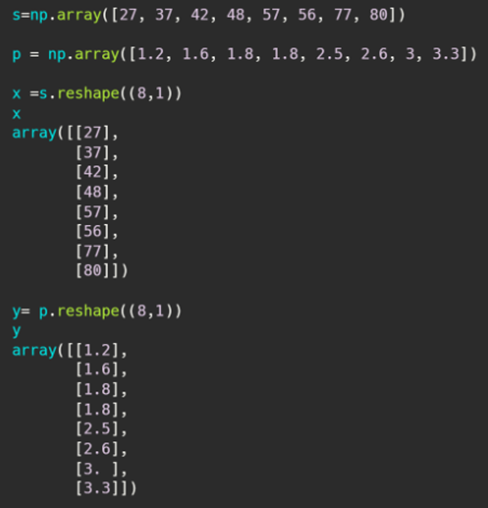 s=np.array([27, 37, 42, 48, 57, 56, 77, 80])
p = np.array([1.2, 1.6, 1.8, 1.8, 2.5, 2.6, 3, 3.3])
x =s.reshape((8,1))
x
array([[27],
       [37],
       [42],
       [48],
       [57],
       [56],
       [77],
       [80]])
y= p.reshape((8,1))
y
array([[1.2],
       [1.6],
       [1.8],
       [1.8],
       [2.5],
       [2.6],
       [3. ],
       [3.3]])